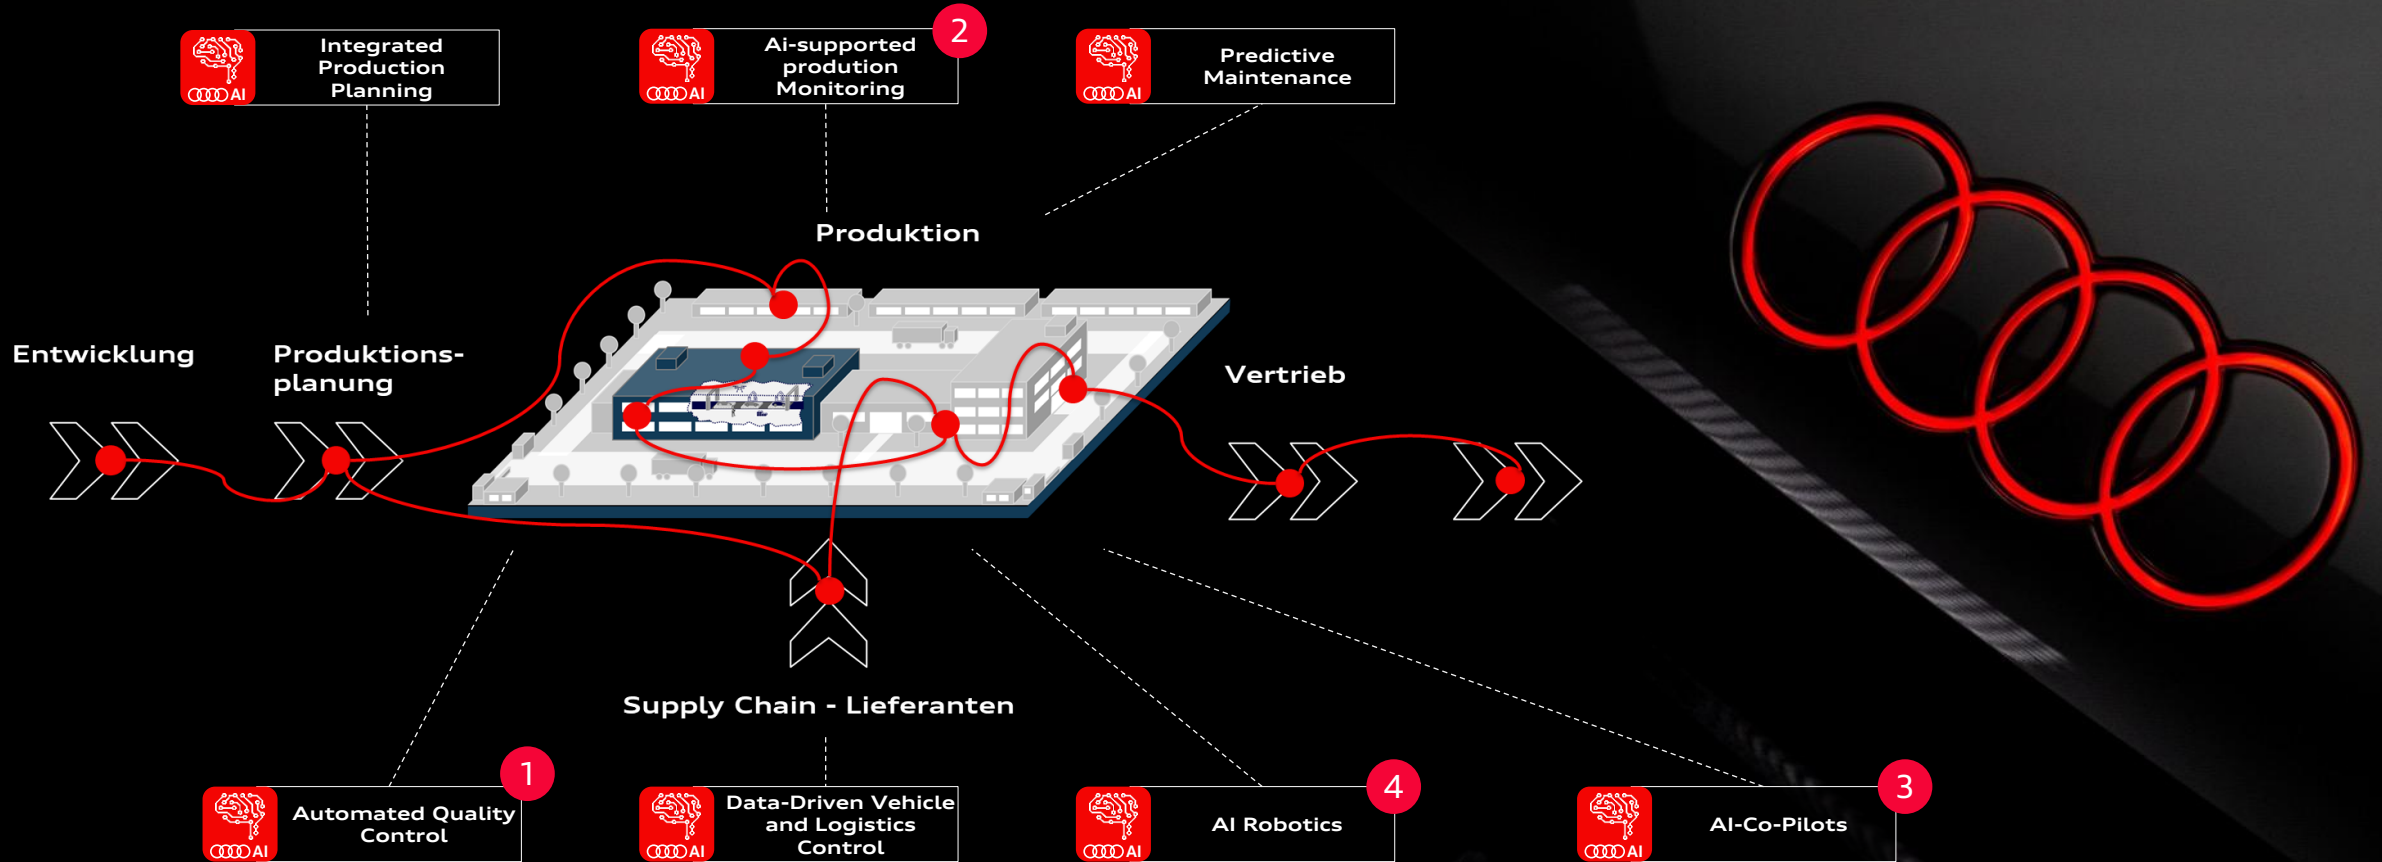 Integrated
Production
Planning
AI
Ai-supported
prodution
Monitoring
AI
2
Predictive
Maintenance
AI
Produktion
Entwicklung
Produktions-
planung
Vertrieb
Supply Chain - Lieferanten
Automated Quality
Control
AI
1
Data-Driven Vehicle
and Logistics
Control
AI
AI Robotics
AI
4
AI-Co-Pilots
AI
3